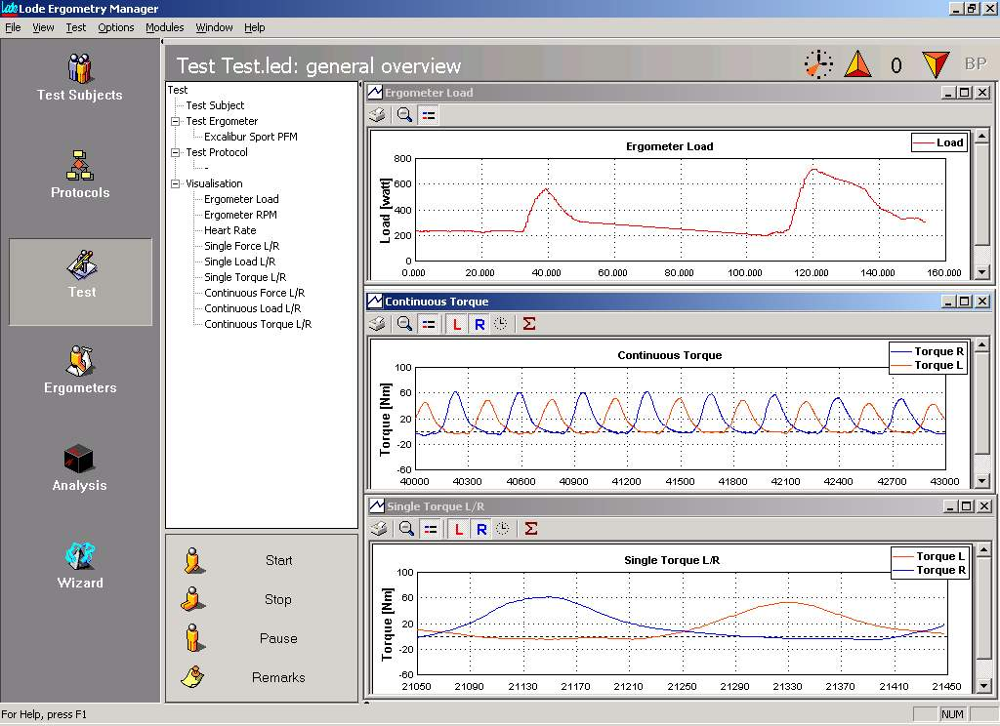 Lode Lode Ergometry Manager
File View Test Options Modules Window Help
Test Subjects
Protocols
Test
Ergometers
Analysis
Wizard
Test Test.led: general overview
0 BP
Test
Test Subject
Test Ergometer
Excalibur Sport PFM
Test Protocol
-
Visualisation
Ergometer Load
Ergometer RPM
Heart Rate
Single Force L/R
Single Load L/R
Single Torque L/R
Continuous Force L/R
Continuous Load L/R
Continuous Torque L/R
Start
Stop
Pause
Remarks
Ergometer Load
Ergometer Load
Load
Load [watt]
800
600
400
200
0
0.000 20.000 40.000 60.000 80.000 100.000 120.000 140.000 160.000
Continuous Torque
L R Σ
Continuous Torque
Torque R
Torque L
Torque [Nm]
100
60
20
-20
-60
40000 40300 40600 40900 41200 41500 41800 42100 42400 42700 43000
Single Torque L/R
L R Σ
Single Torque L/R
Torque L
Torque R
Torque [Nm]
100
60
20
-20
-60
21050 21090 21130 21170 21210 21250 21290 21330 21370 21410 21450
For Help, press F1
NUM